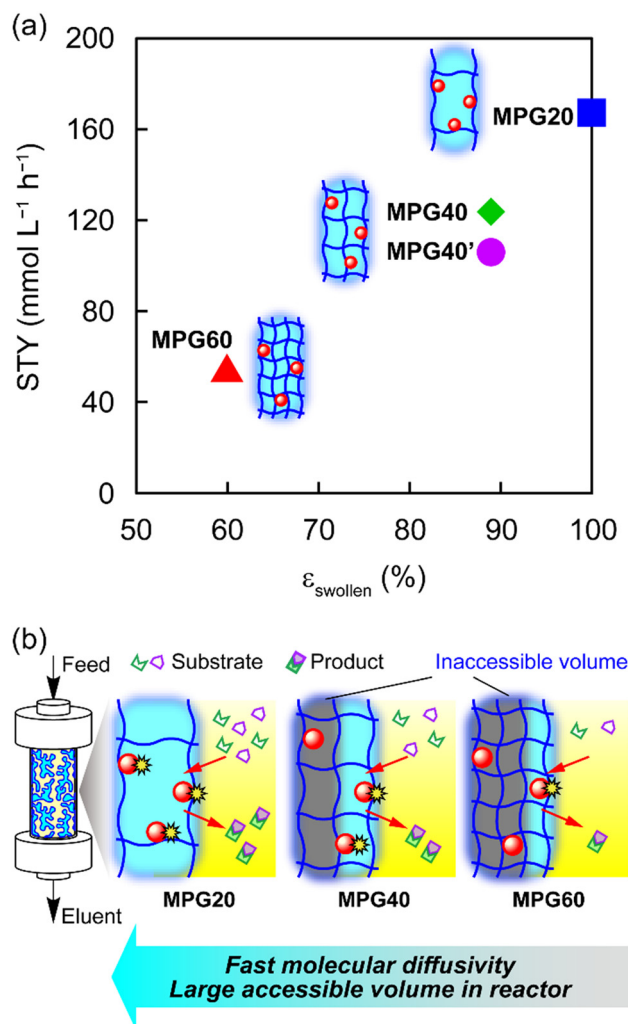 (a)
200
160
120
80
40
0
STY (mmol L⁻¹ h⁻¹)
MPG20
MPG40
MPG40’
MPG60
50 60 70 80 90 100
εswollen (%)
(b)
Feed
Substrate Product
Inaccessible volume
Eluent
MPG20 MPG40 MPG60
Fast molecular diffusivity
Large accessible volume in reactor